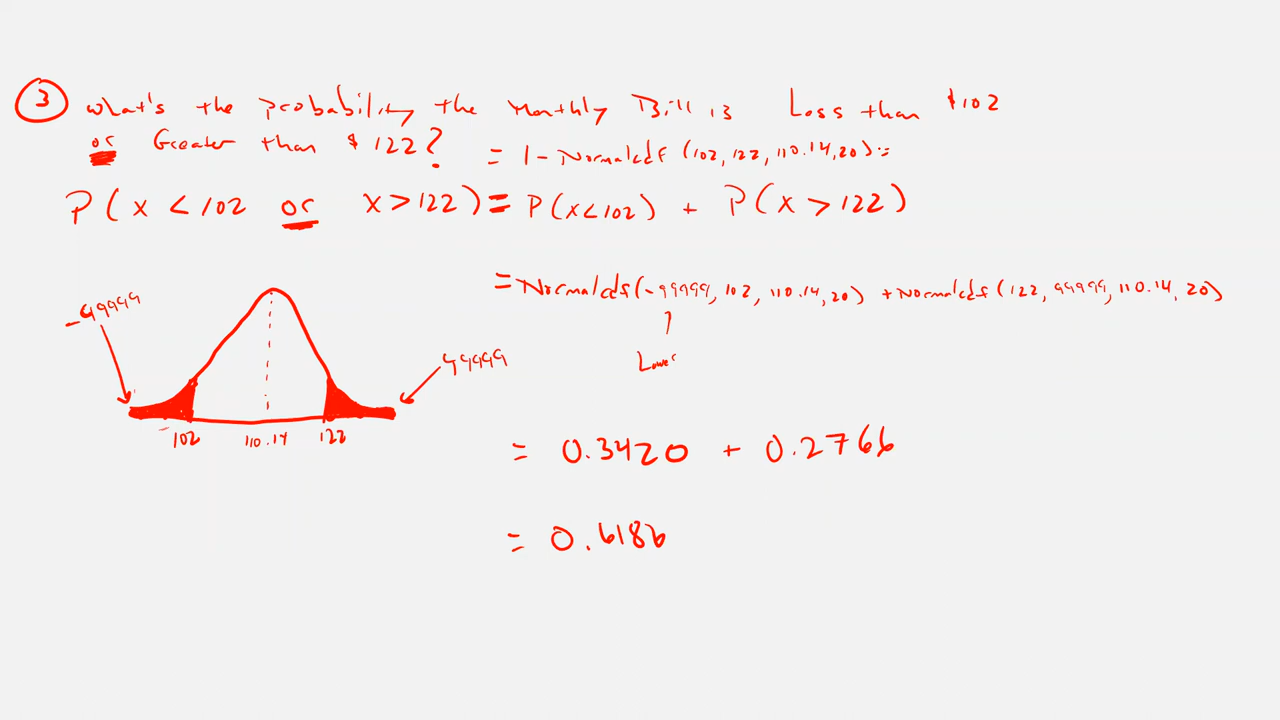 3 what's the probability the Monthly Bill is Less than $102
or Greater than $122?
= 1 - Normalcdf (102, 122, 110.14, 20) =
P(x < 102 or x > 122) = P(x < 102) + P(x > 122)
= Normalcdf(-99999, 102, 110.14, 20) + Normalcdf(122, 99999, 110.14, 20)
Lower
-99999
99999
102 110.14 122
= 0.3420 + 0.2766
= 0.6186